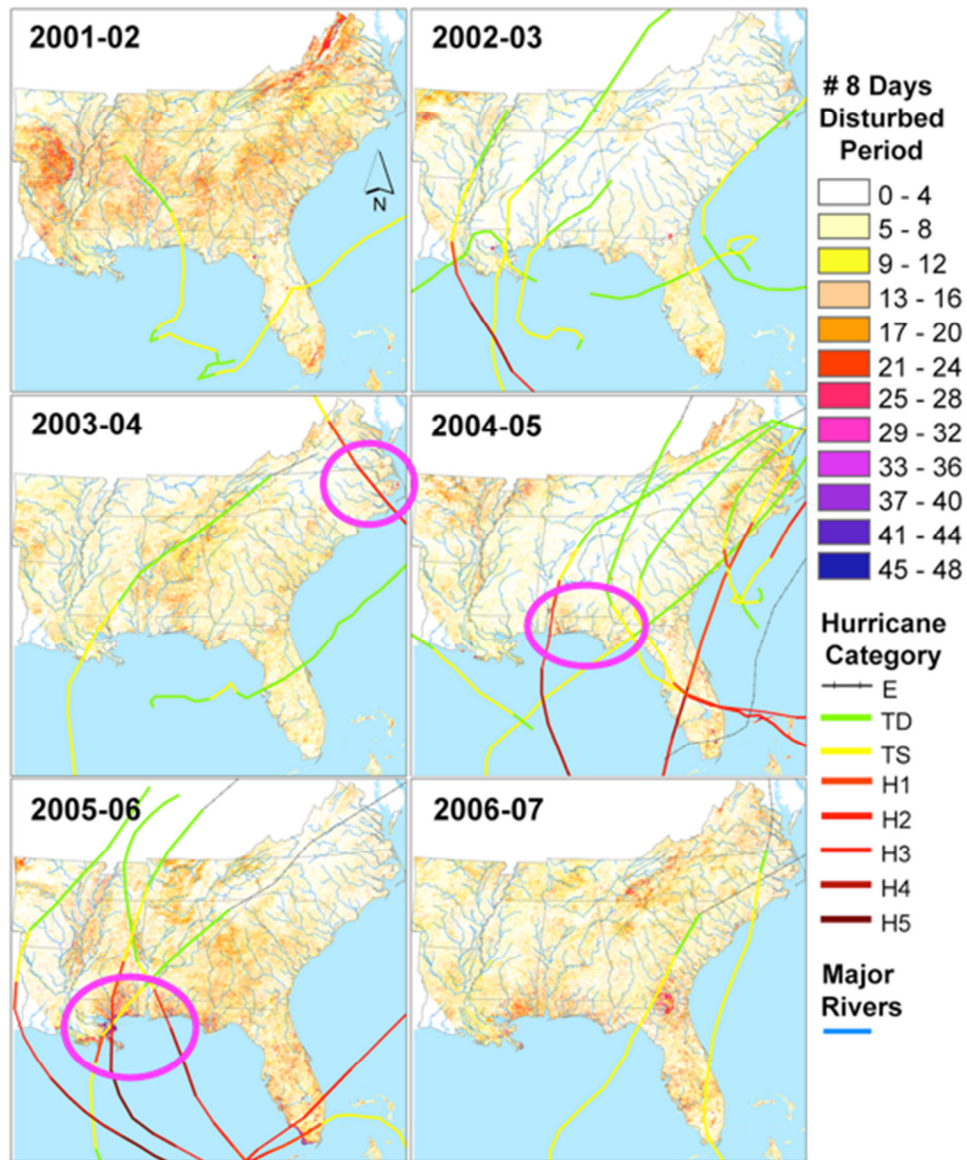 2001-02
2002-03
N
2003-04
2004-05
2005-06
2006-07
# 8 Days
Disturbed
Period
0 - 4
5 - 8
9 - 12
13 - 16
17 - 20
21 - 24
25 - 28
29 - 32
33 - 36
37 - 40
41 - 44
45 - 48
Hurricane
Category
E
TD
TS
H1
H2
H3
H4
H5
Major
Rivers